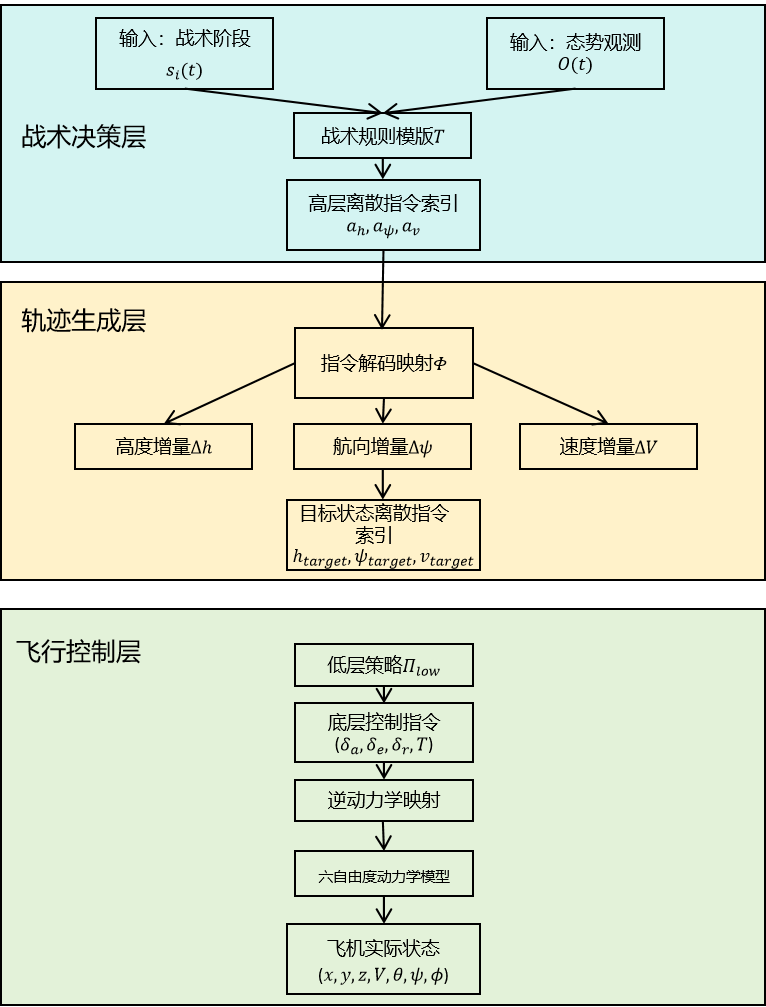 输入：战术阶段
s_i(t)
输入：态势观测
O(t)
战术决策层
战术规则模版T
高层离散指令索引
a_h, a_ψ, a_v
轨迹生成层
指令解码映射Φ
高度增量Δh
航向增量Δψ
速度增量ΔV
目标状态离散指令
索引
h_target, ψ_target, v_target
飞行控制层
低层策略Π_low
底层控制指令
(δ_a, δ_e, δ_r, T)
逆动力学映射
六自由度动力学模型
飞机实际状态
(x, y, z, V, θ, ψ, ϕ)